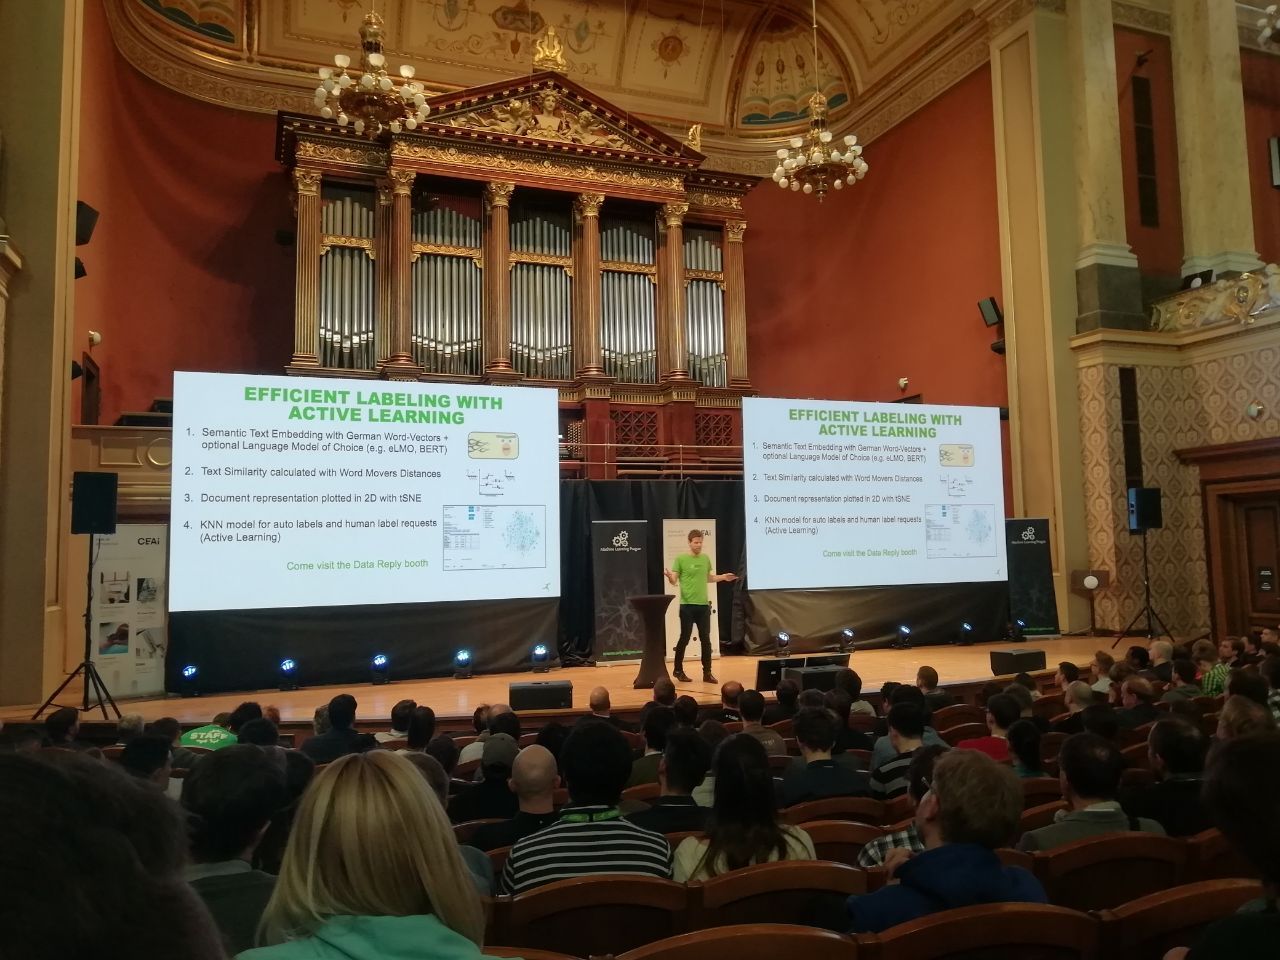 EFFICIENT LABELING WITH
ACTIVE LEARNING
1. Semantic Text Embedding with German Word-Vectors +
optional Language Model of Choice (e.g. eLMO, BERT)
2. Text Similarity calculated with Word Movers Distances
3. Document representation plotted in 2D with tSNE
4. KNN model for auto labels and human label requests
(Active Learning)
Come visit the Data Reply booth
EFFICIENT LABELING WITH
ACTIVE LEARNING
1. Semantic Text Embedding with German Word-Vectors +
optional Language Model of Choice (e.g. eLMO, BERT)
2. Text Similarity calculated with Word Movers Distances
3. Document representation plotted in 2D with tSNE
4. KNN model for auto labels and human label requests
(Active Learning)
Come visit the Data Reply booth
CEAi
Machine Learning Prague
CEAi
STAFF